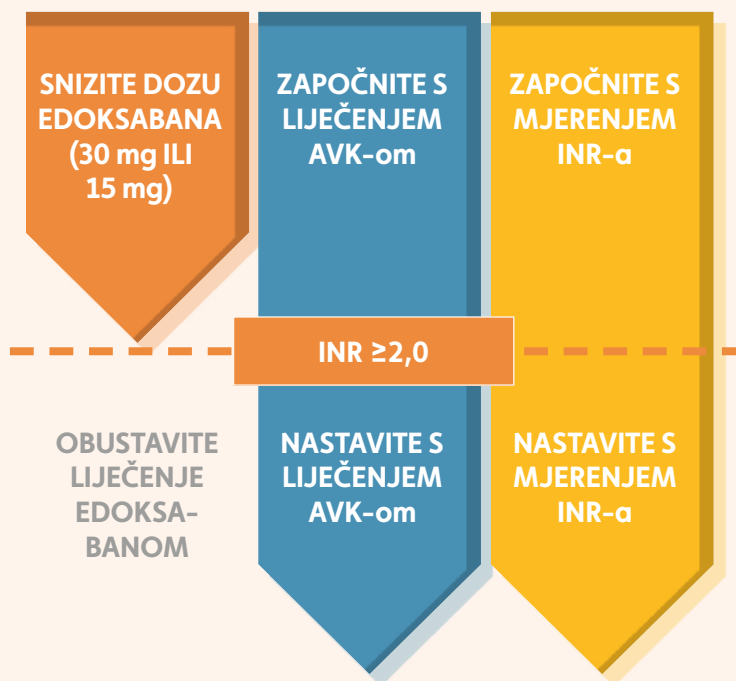 SNIZITE DOZU
EDOKSABANA
(30 mg ILI
15 mg)
ZAPOČNITE S
LIJEČENJEM
AVK-om
ZAPOČNITE S
MJERENJEM
INR-a
INR ≥2,0
OBUSTAVITE
LIJEČENJE
EDOKSA-
BANOM
NASTAVITE S
LIJEČENJEM
AVK-om
NASTAVITE S
MJERENJEM
INR-a